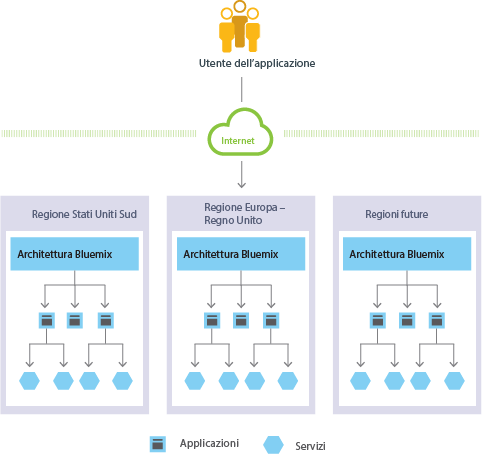 Utente dell'applicazione
Internet
Regione Stati Uniti Sud
Regione Europa –
Regno Unito
Regioni future
Architettura Bluemix
Architettura Bluemix
Architettura Bluemix
Applicazioni
Servizi